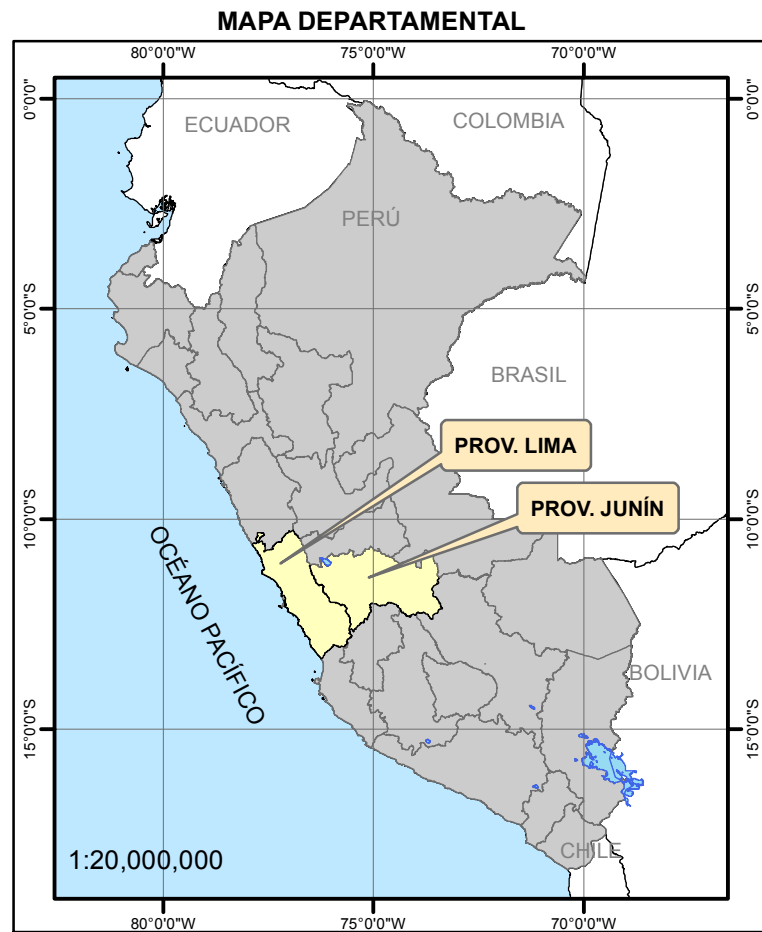 MAPA DEPARTAMENTAL
80°0'0"W 75°0'0"W 70°0'0"W
0°0'0" 0°0'0"
ECUADOR
COLOMBIA
PERÚ
5°0'0"S 5°0'0"S
BRASIL
PROV. LIMA
PROV. JUNÍN
10°0'0"S 10°0'0"S
OCÉANO PACÍFICO
BOLIVIA
15°0'0"S 15°0'0"S
CHILE
1:20,000,000
80°0'0"W 75°0'0"W 70°0'0"W